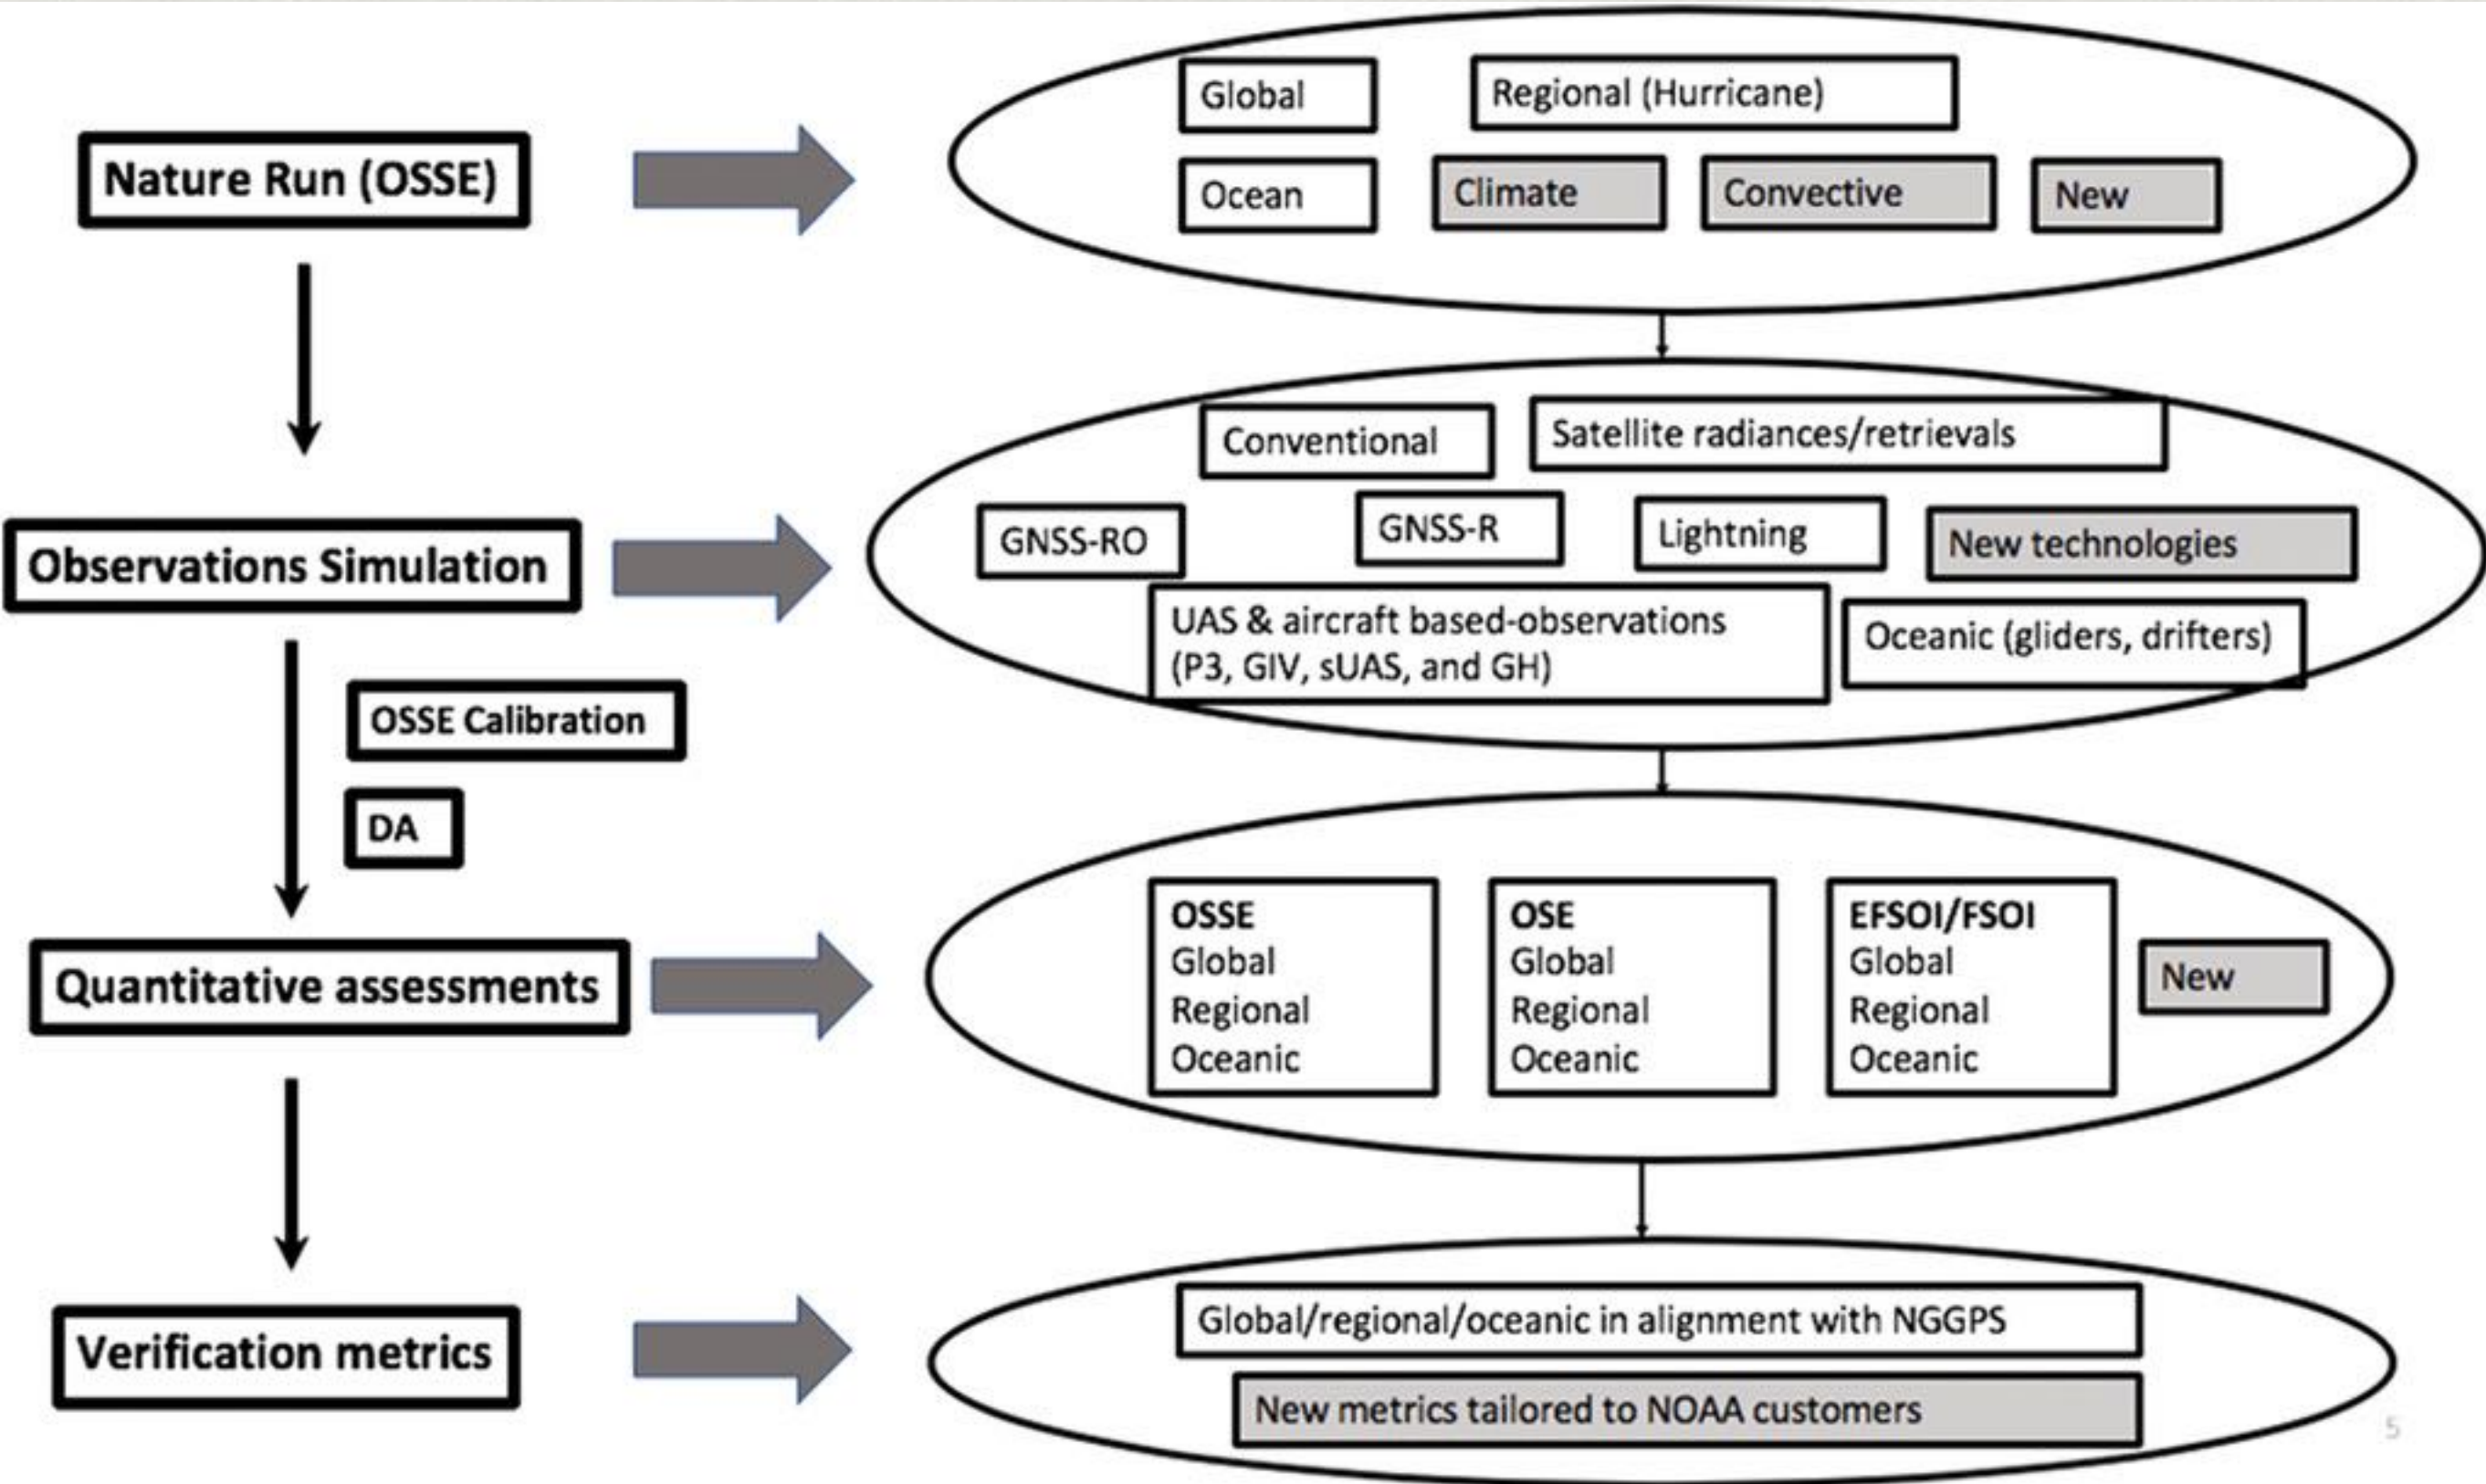 Nature Run (OSSE)
Global
Regional (Hurricane)
Ocean
Climate
Convective
New
Observations Simulation
Conventional
Satellite radiances/retrievals
GNSS-RO
GNSS-R
Lightning
New technologies
UAS & aircraft based-observations
(P3, GIV, sUAS, and GH)
Oceanic (gliders, drifters)
OSSE Calibration
DA
Quantitative assessments
OSSE
Global
Regional
Oceanic
OSE
Global
Regional
Oceanic
EFSOI/FSOI
Global
Regional
Oceanic
New
Verification metrics
Global/regional/oceanic in alignment with NGGPS
New metrics tailored to NOAA customers
5